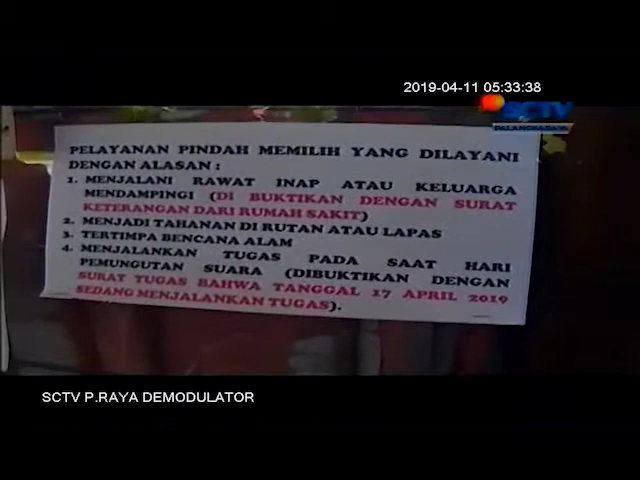 2019-04-11 05:33:38
SCTV
PALANGKARAYA
PELAYANAN PINDAH MEMILIH YANG DILAYANI
DENGAN ALASAN :
1. MENJALANI RAWAT INAP ATAU KELUARGA
MENDAMPINGI (DI BUKTIKAN DENGAN SURAT
KETERANGAN DARI RUMAH SAKIT)
2. MENJADI TAHANAN DI RUTAN ATAU LAPAS
3. TERTIMPA BENCANA ALAM
4. MENJALANKAN TUGAS PADA SAAT HARI
PEMUNGUTAN SUARA (DIBUKTIKAN DENGAN
SURAT TUGAS BAHWA TANGGAL 17 APRIL 2019
SEDANG MENJALANKAN TUGAS).
SCTV P.RAYA DEMODULATOR